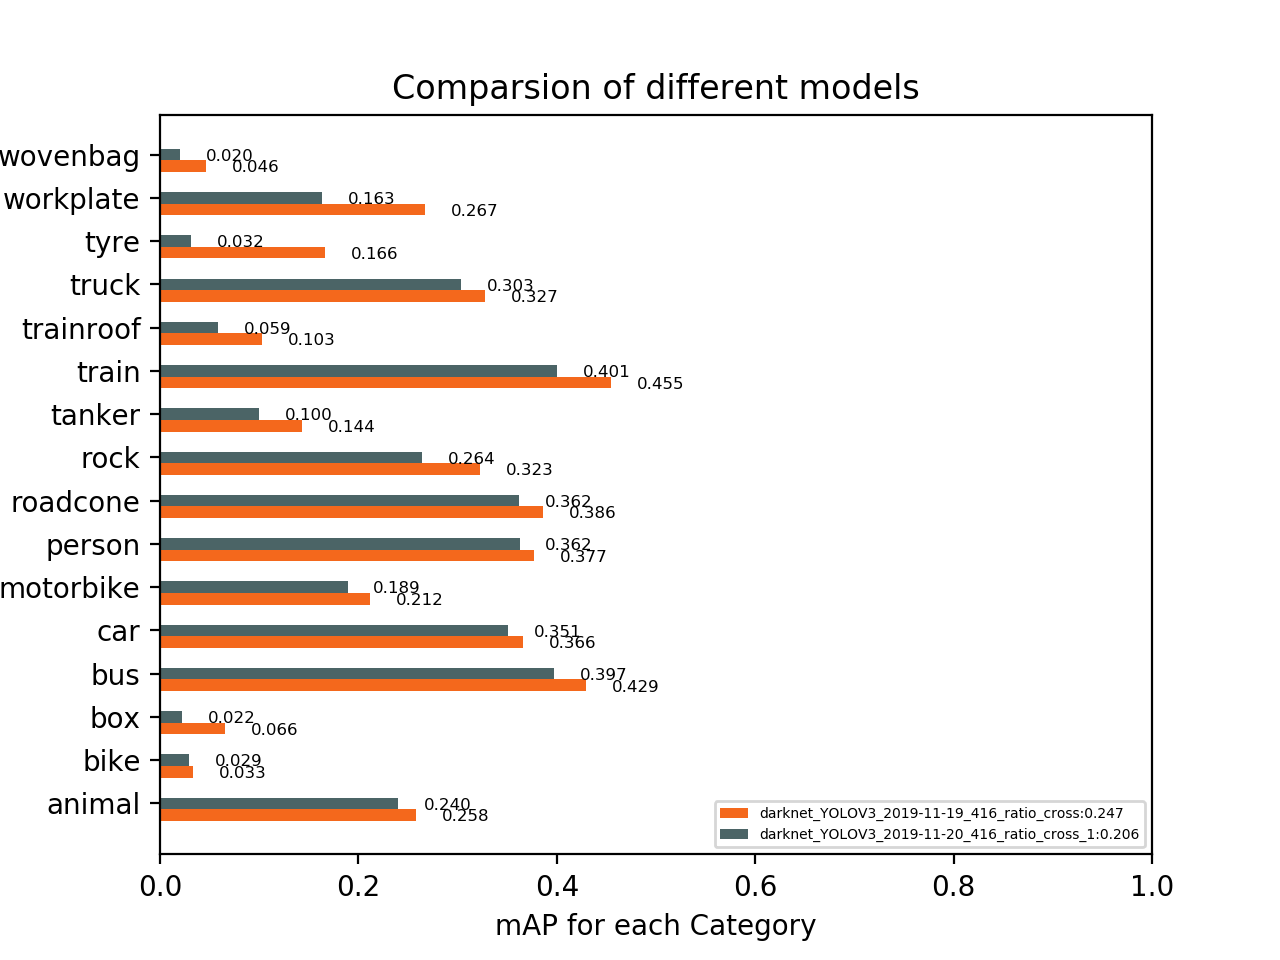 Comparsion of different models
wovenbag
0.020
0.046
workplate
0.163
0.267
tyre
0.032
0.166
truck
0.303
0.327
trainroof
0.059
0.103
train
0.401
0.455
tanker
0.100
0.144
rock
0.264
0.323
roadcone
0.362
0.386
person
0.362
0.377
motorbike
0.189
0.212
car
0.351
0.366
bus
0.397
0.429
box
0.022
0.066
bike
0.029
0.033
animal
0.240
0.258
darknet_YOLOV3_2019-11-19_416_ratio_cross:0.247
darknet_YOLOV3_2019-11-20_416_ratio_cross_1:0.206
0.0 0.2 0.4 0.6 0.8 1.0
mAP for each Category